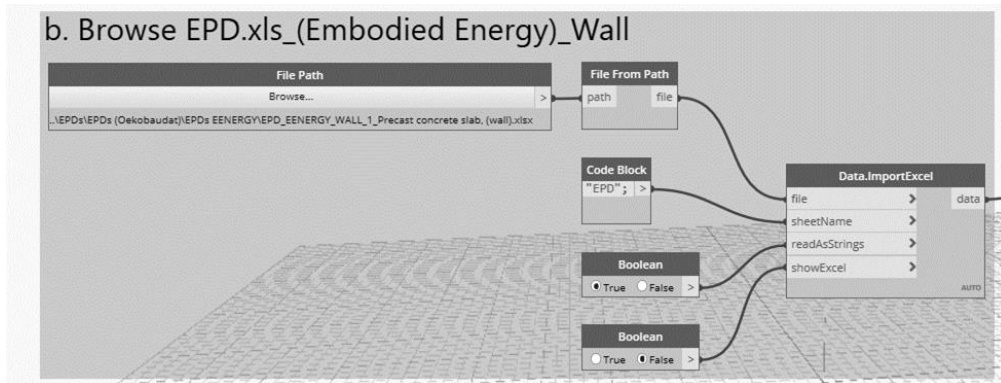 b. Browse EPD.xls_(Embodied Energy)_Wall
File Path
Browse...
>
..\EPDs\EPDs (Oekobaudat)\EPDs EENERGY\EPD_EENERGY_WALL_1_Precast concrete slab, (wall).xlsx
File From Path
path file
Code Block
"EPD"; >
Data.ImportExcel
file > data
sheetName >
readAsStrings >
showExcel >
AUTO
Boolean
True False >
Boolean
True False >